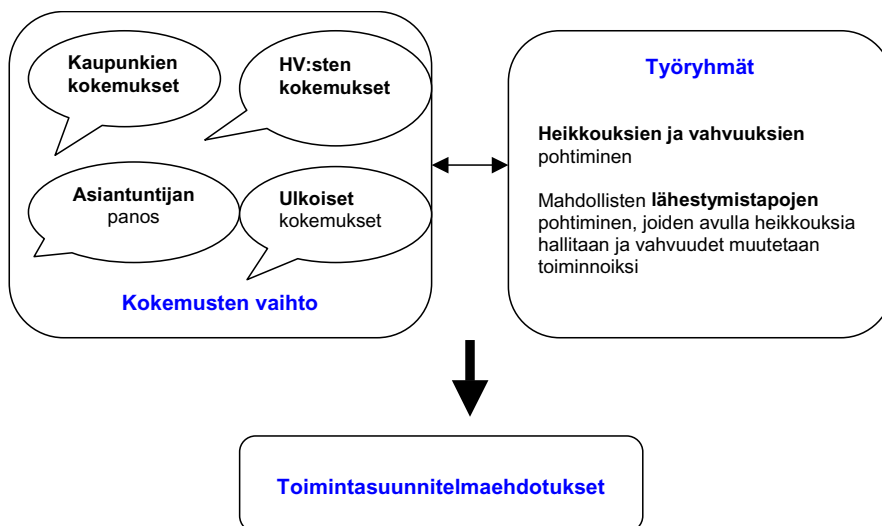 Kaupunkien
kokemukset
HV:sten
kokemukset
Asiantuntijan
panos
Ulkoiset
kokemukset
Kokemusten vaihto
Työryhmät
Heikkouksien ja vahvuuksien
pohtiminen
Mahdollisten lähestymistapojen
pohtiminen, joiden avulla heikkouksia
hallitaan ja vahvuudet muutetaan
toiminnoiksi
Toimintasuunnitelmaehdotukset